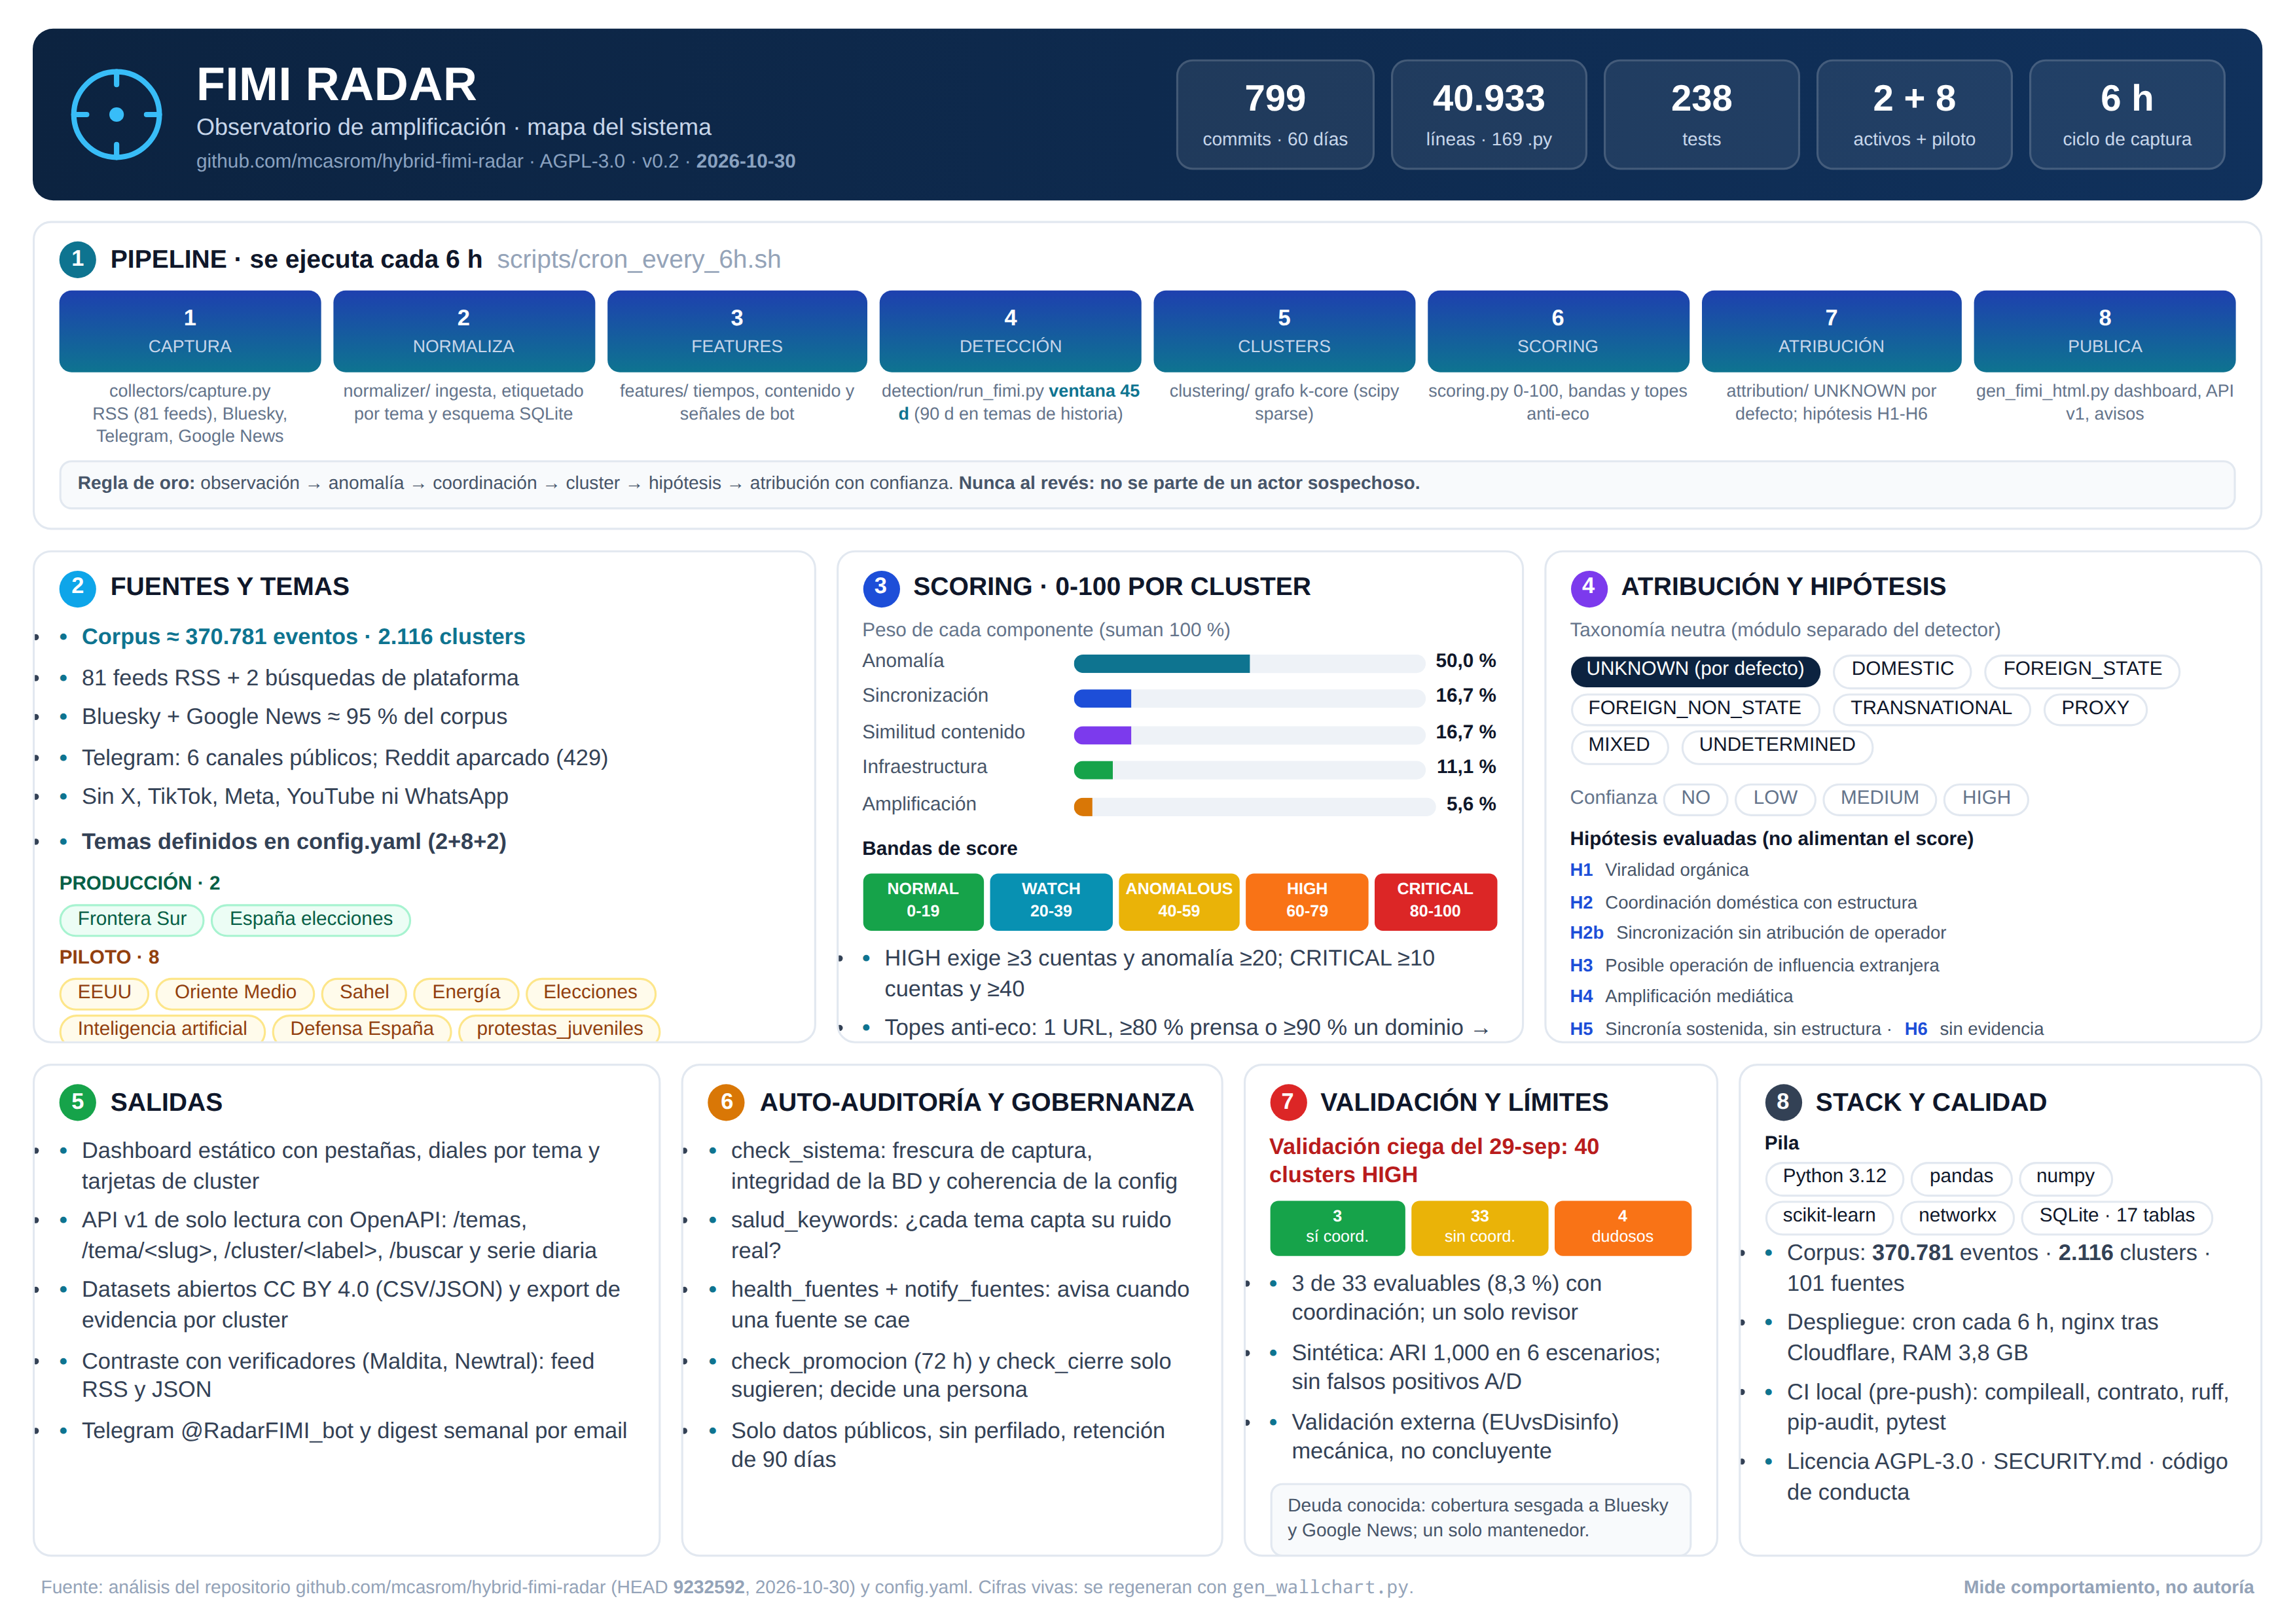 FIMI RADAR
Observatorio de amplificación · mapa del sistema
github.com/mcasrom/hybrid-fimi-radar · AGPL-3.0 · v0.2 · 2026-10-30
799
commits · 60 días
40.933
líneas · 169 .py
238
tests
2 + 8
activos + piloto
6 h
ciclo de captura
1 PIPELINE · se ejecuta cada 6 h scripts/cron_every_6h.sh
1
CAPTURA
collectors/capture.py
RSS (81 feeds), Bluesky,
Telegram, Google News
2
NORMALIZA
normalizer/ ingesta, etiquetado
por tema y esquema SQLite
3
FEATURES
features/ tiempos, contenido y
señales de bot
4
DETECCIÓN
detection/run_fimi.py ventana 45
d (90 d en temas de historia)
5
CLUSTERS
clustering/ grafo k-core (scipy
sparse)
6
SCORING
scoring.py 0-100, bandas y topes
anti-eco
7
ATRIBUCIÓN
attribution/ UNKNOWN por
defecto; hipótesis H1-H6
8
PUBLICA
gen_fimi_html.py dashboard, API
v1, avisos
Regla de oro: observación → anomalía → coordinación → cluster → hipótesis → atribución con confianza. Nunca al revés: no se parte de un actor sospechoso.
2 FUENTES Y TEMAS
• Corpus ≈ 370.781 eventos · 2.116 clusters
• 81 feeds RSS + 2 búsquedas de plataforma
• Bluesky + Google News ≈ 95 % del corpus
• Telegram: 6 canales públicos; Reddit aparcado (429)
• Sin X, TikTok, Meta, YouTube ni WhatsApp
• Temas definidos en config.yaml (2+8+2)
PRODUCCIÓN · 2
Frontera Sur España elecciones
PILOTO · 8
EEUU Oriente Medio Sahel Energía Elecciones
Inteligencia artificial Defensa España protestas_juveniles
3 SCORING · 0-100 POR CLUSTER
Peso de cada componente (suman 100 %)
Anomalía 50,0 %
Sincronización 16,7 %
Similitud contenido 16,7 %
Infraestructura 11,1 %
Amplificación 5,6 %
Bandas de score
NORMAL
0-19
WATCH
20-39
ANOMALOUS
40-59
HIGH
60-79
CRITICAL
80-100
• HIGH exige ≥3 cuentas y anomalía ≥20; CRITICAL ≥10
cuentas y ≥40
• Topes anti-eco: 1 URL, ≥80 % prensa o ≥90 % un dominio →
4 ATRIBUCIÓN Y HIPÓTESIS
Taxonomía neutra (módulo separado del detector)
UNKNOWN (por defecto) DOMESTIC FOREIGN_STATE
FOREIGN_NON_STATE TRANSNATIONAL PROXY
MIXED UNDETERMINED
Confianza NO LOW MEDIUM HIGH
Hipótesis evaluadas (no alimentan el score)
H1 Viralidad orgánica
H2 Coordinación doméstica con estructura
H2b Sincronización sin atribución de operador
H3 Posible operación de influencia extranjera
H4 Amplificación mediática
H5 Sincronía sostenida, sin estructura · H6 sin evidencia
5 SALIDAS
• Dashboard estático con pestañas, diales por tema y
tarjetas de cluster
• API v1 de solo lectura con OpenAPI: /temas,
/tema/<slug>, /cluster/<label>, /buscar y serie diaria
• Datasets abiertos CC BY 4.0 (CSV/JSON) y export de
evidencia por cluster
• Contraste con verificadores (Maldita, Newtral): feed
RSS y JSON
• Telegram @RadarFIMI_bot y digest semanal por email
6 AUTO-AUDITORÍA Y GOBERNANZA
• check_sistema: frescura de captura,
integridad de la BD y coherencia de la config
• salud_keywords: ¿cada tema capta su ruido
real?
• health_fuentes + notify_fuentes: avisa cuando
una fuente se cae
• check_promocion (72 h) y check_cierre solo
sugieren; decide una persona
• Solo datos públicos, sin perfilado, retención
de 90 días
7 VALIDACIÓN Y LÍMITES
Validación ciega del 29-sep: 40
clusters HIGH
3
sí coord.
33
sin coord.
4
dudosos
• 3 de 33 evaluables (8,3 %) con
coordinación; un solo revisor
• Sintética: ARI 1,000 en 6 escenarios;
sin falsos positivos A/D
• Validación externa (EUvsDisinfo)
mecánica, no concluyente
Deuda conocida: cobertura sesgada a Bluesky
y Google News; un solo mantenedor.
8 STACK Y CALIDAD
Pila
Python 3.12 pandas numpy
scikit-learn networkx SQLite · 17 tablas
• Corpus: 370.781 eventos · 2.116 clusters ·
101 fuentes
• Despliegue: cron cada 6 h, nginx tras
Cloudflare, RAM 3,8 GB
• CI local (pre-push): compileall, contrato, ruff,
pip-audit, pytest
• Licencia AGPL-3.0 · SECURITY.md · código
de conducta
Fuente: análisis del repositorio github.com/mcasrom/hybrid-fimi-radar (HEAD 9232592, 2026-10-30) y config.yaml. Cifras vivas: se regeneran con gen_wallchart.py.
Mide comportamiento, no autoría